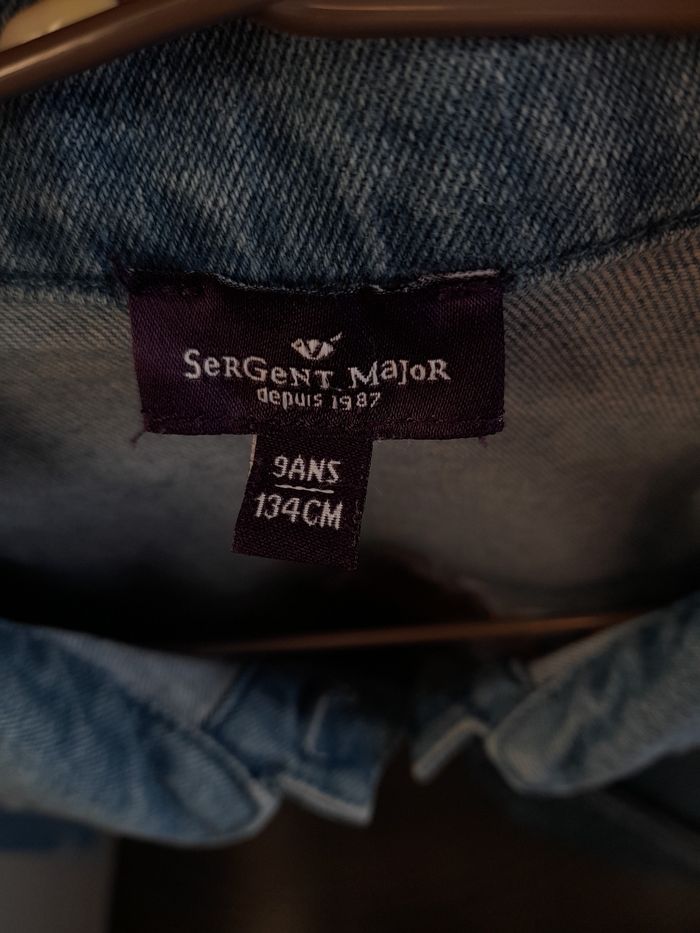 SeRGeNT MaJoR
depuis 1987
9ANS
134CM